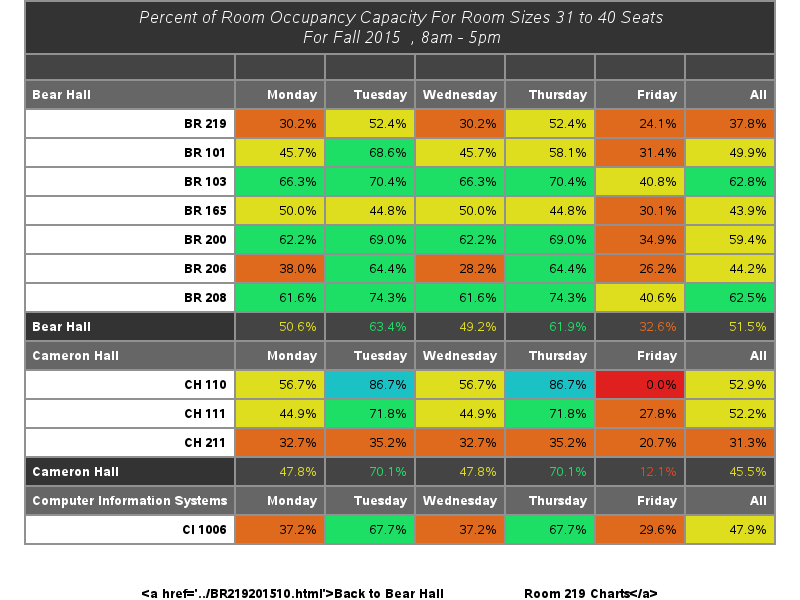 Percent of Room Occupancy Capacity For Room Sizes 31 to 40 Seats
For Fall 2015 , 8am - 5pm
Bear Hall Monday Tuesday Wednesday Thursday Friday All
BR 219 30.2% 52.4% 30.2% 52.4% 24.1% 37.8%
BR 101 45.7% 68.6% 45.7% 58.1% 31.4% 49.9%
BR 103 66.3% 70.4% 66.3% 70.4% 40.8% 62.8%
BR 165 50.0% 44.8% 50.0% 44.8% 30.1% 43.9%
BR 200 62.2% 69.0% 62.2% 69.0% 34.9% 59.4%
BR 206 38.0% 64.4% 28.2% 64.4% 26.2% 44.2%
BR 208 61.6% 74.3% 61.6% 74.3% 40.6% 62.5%
Bear Hall 50.6% 63.4% 49.2% 61.9% 32.6% 51.5%
Cameron Hall Monday Tuesday Wednesday Thursday Friday All
CH 110 56.7% 86.7% 56.7% 86.7% 0.0% 52.9%
CH 111 44.9% 71.8% 44.9% 71.8% 27.8% 52.2%
CH 211 32.7% 35.2% 32.7% 35.2% 20.7% 31.3%
Cameron Hall 47.8% 70.1% 47.8% 70.1% 12.1% 45.5%
Computer Information Systems Monday Tuesday Wednesday Thursday Friday All
CI 1006 37.2% 67.7% 37.2% 67.7% 29.6% 47.9%
<a href='../BR219201510.html'>Back to Bear Hall Room 219 Charts</a>